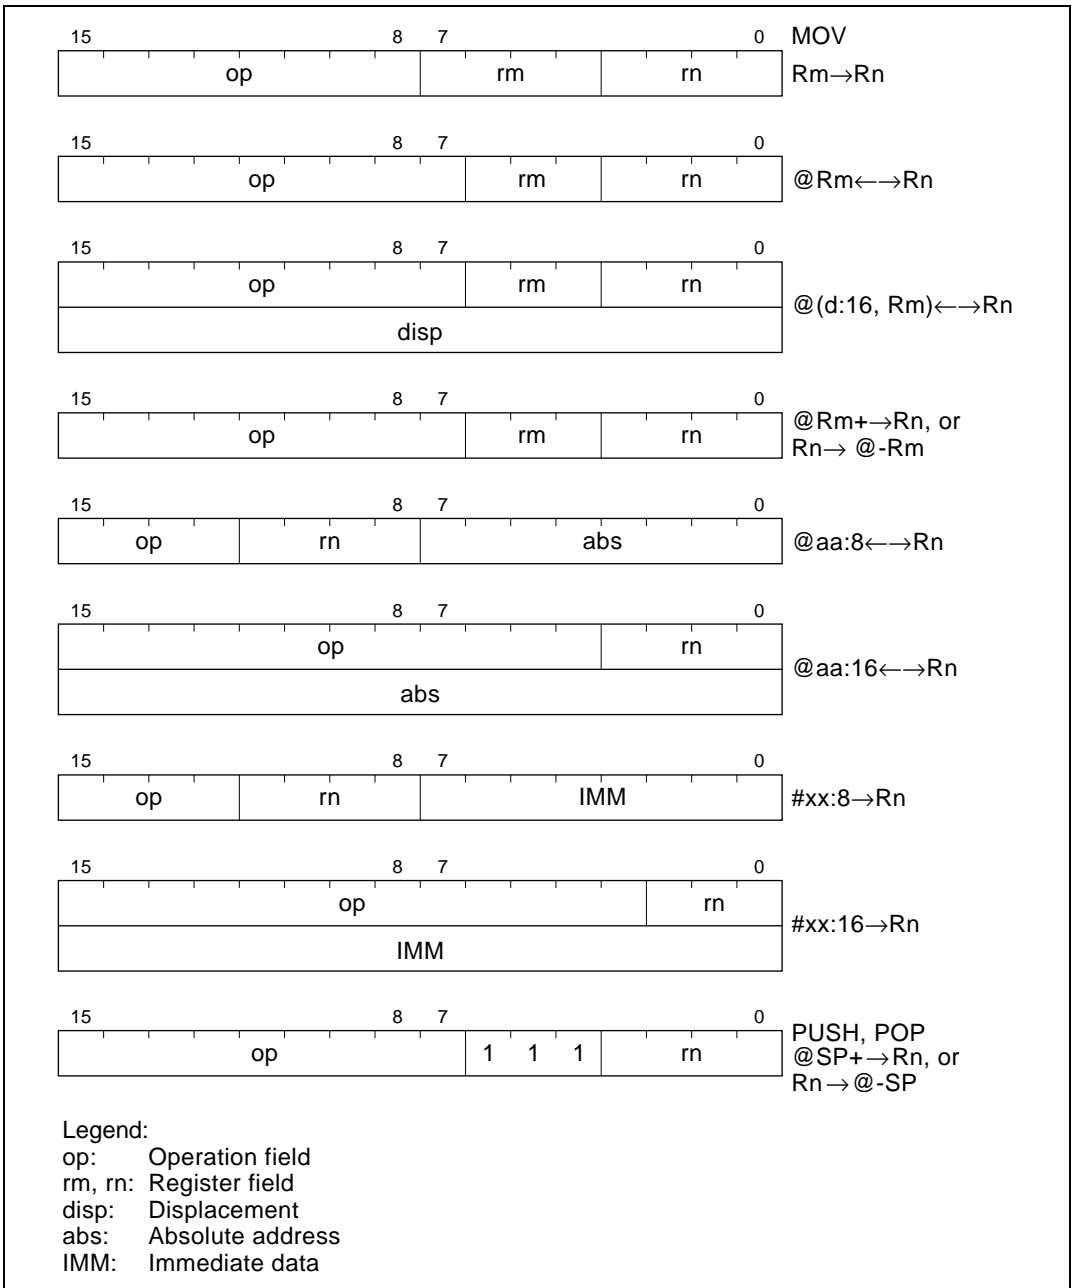 15 8 7 0 MOV
op rm rn Rm→Rn
15 8 7 0
op rm rn @Rm←→Rn
15 8 7 0
op rm rn
@(d:16, Rm)←→Rn
disp
15 8 7 0
@Rm+→Rn, or
op rm rn
Rn→ @-Rm
15 8 7 0
op rn abs @aa:8←→Rn
15 8 7 0
op rn
@aa:16←→Rn
abs
15 8 7 0
op rn IMM #xx:8→Rn
15 8 7 0
op rn
#xx:16→Rn
IMM
15 8 7 0
PUSH, POP
op 1 1 1 rn @SP+→Rn, or
Rn→@-SP
Legend:
op: Operation field
rm, rn: Register field
disp: Displacement
abs: Absolute address
IMM: Immediate data